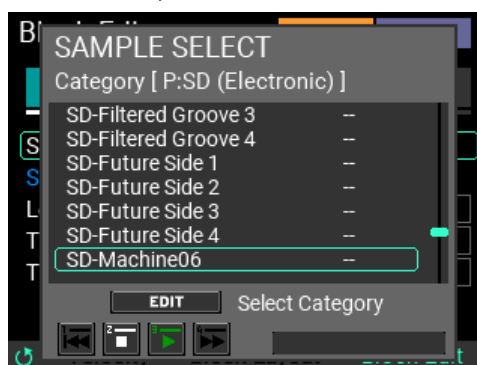 SAMPLE SELECT
Category [ P:SD (Electronic) ]
SD-Filtered Groove 3 --
SD-Filtered Groove 4 --
SD-Future Side 1 --
SD-Future Side 2 --
SD-Future Side 3 --
SD-Future Side 4 --
SD-Machine06 --
EDIT Select Category